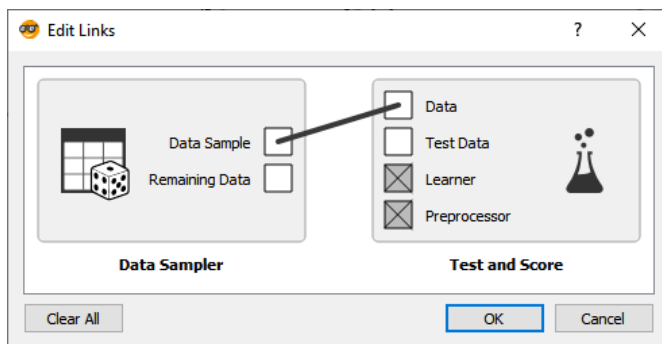 Edit Links
?
Data Sample
Remaining Data
Data Sampler
Data
Test Data
Learner
Preprocessor
Test and Score
Clear All
OK
Cancel